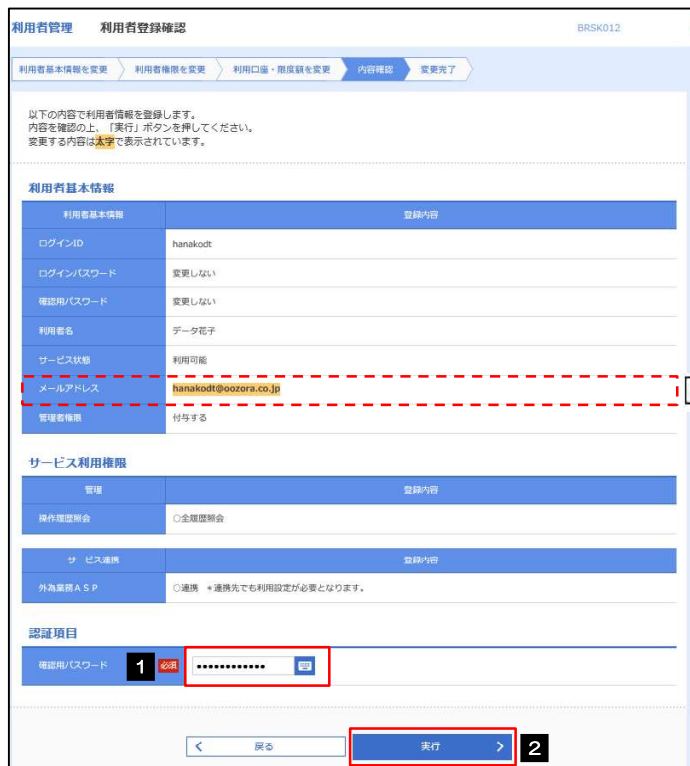 利用者管理 利用者登録確認 BRSK012
利用者基本情報を変更 利用者権限を変更 利用口座・限度額を変更 内容確認 変更完了
以下の内容で利用者情報を登録します。
内容を確認の上、「実行」ボタンを押してください。
変更する内容は太字で表示されています。
利用者基本情報
利用者基本情報 登録内容
ログインID hanakodt
ログインパスワード 変更しない
確認用パスワード 変更しない
利用者名 データ花子
サービス状態 利用可能
メールアドレス hanakodt@oozora.co.jp
管理者権限 付与する
サービス利用権限
管理 登録内容
操作履歴照会 ○全履歴照会
サービス連携 登録内容
外為業務ASP ○連携 *連携先でも利用設定が必要となります。
認証項目
確認用パスワード 1 必須 ••••••••••••
戻る 実行 2